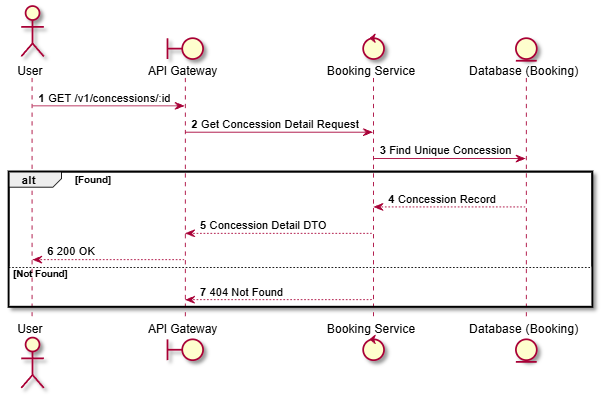 User
API Gateway
Booking Service
Database (Booking)
1 GET /v1/concessions/:id
2 Get Concession Detail Request
3 Find Unique Concession
alt [Found]
4 Concession Record
5 Concession Detail DTO
6 200 OK
[Not Found]
7 404 Not Found
User
API Gateway
Booking Service
Database (Booking)